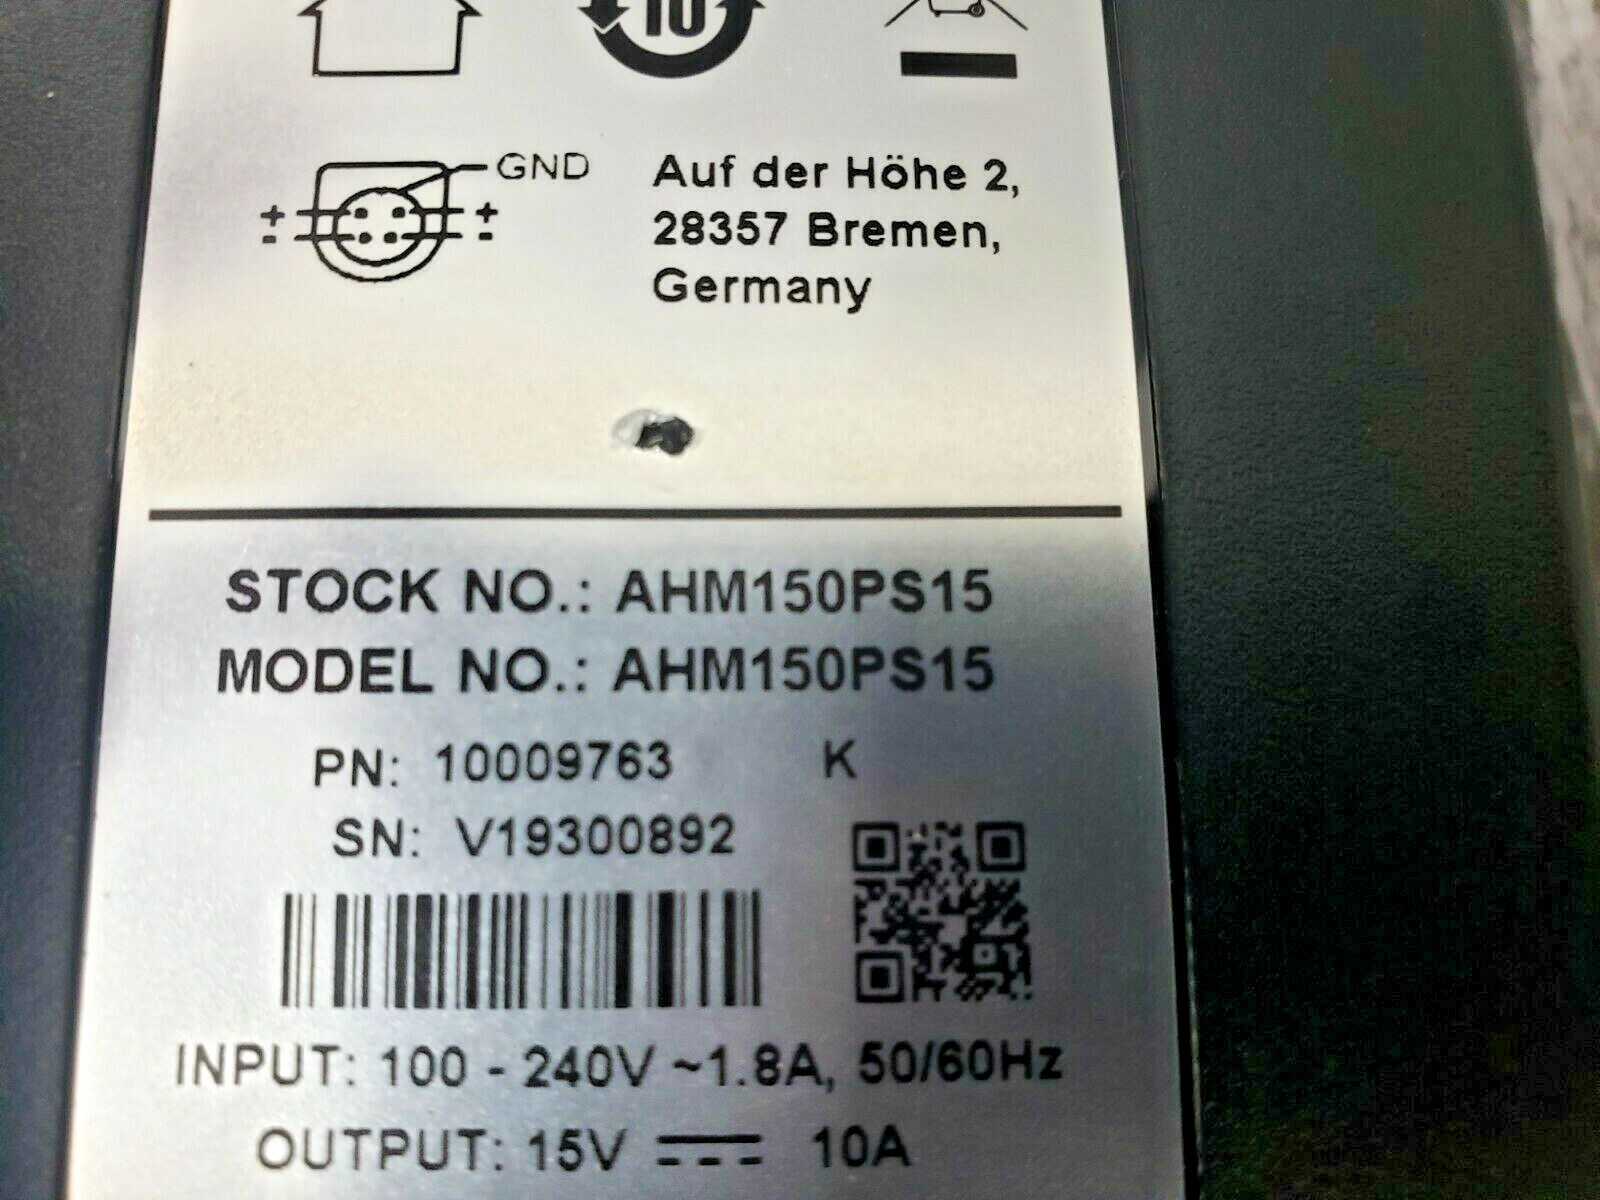 10
GND
+ +
- -
Auf der Höhe 2,
28357 Bremen,
Germany
STOCK NO.: AHM150PS15
MODEL NO.: AHM150PS15
PN: 10009763 K
SN: V19300892
INPUT: 100 - 240V ~1.8A, 50/60Hz
OUTPUT: 15V 10A